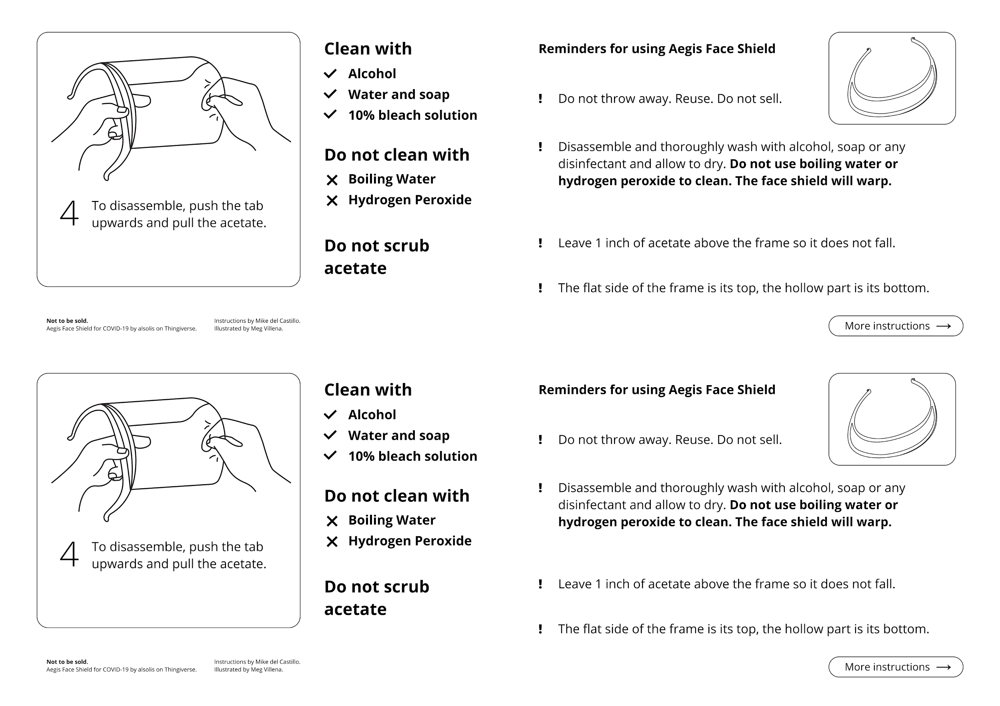 Clean with
Alcohol
Water and soap
10% bleach solution
Do not clean with
Boiling Water
Hydrogen Peroxide
Do not scrub
acetate
4
To disassemble, push the tab
upwards and pull the acetate.
Not to be sold.
Aegis Face Shield for COVID-19 by alsolis on Thingiverse.
Instructions by Mike del Castillo.
Illustrated by Meg Villena.
Reminders for using Aegis Face Shield
! Do not throw away. Reuse. Do not sell.
! Disassemble and thoroughly wash with alcohol, soap or any
disinfectant and allow to dry. Do not use boiling water or
hydrogen peroxide to clean. The face shield will warp.
! Leave 1 inch of acetate above the frame so it does not fall.
! The flat side of the frame is its top, the hollow part is its bottom.
More instructions →
Clean with
Alcohol
Water and soap
10% bleach solution
Do not clean with
Boiling Water
Hydrogen Peroxide
Do not scrub
acetate
4
To disassemble, push the tab
upwards and pull the acetate.
Not to be sold.
Aegis Face Shield for COVID-19 by alsolis on Thingiverse.
Instructions by Mike del Castillo.
Illustrated by Meg Villena.
Reminders for using Aegis Face Shield
! Do not throw away. Reuse. Do not sell.
! Disassemble and thoroughly wash with alcohol, soap or any
disinfectant and allow to dry. Do not use boiling water or
hydrogen peroxide to clean. The face shield will warp.
! Leave 1 inch of acetate above the frame so it does not fall.
! The flat side of the frame is its top, the hollow part is its bottom.
More instructions →